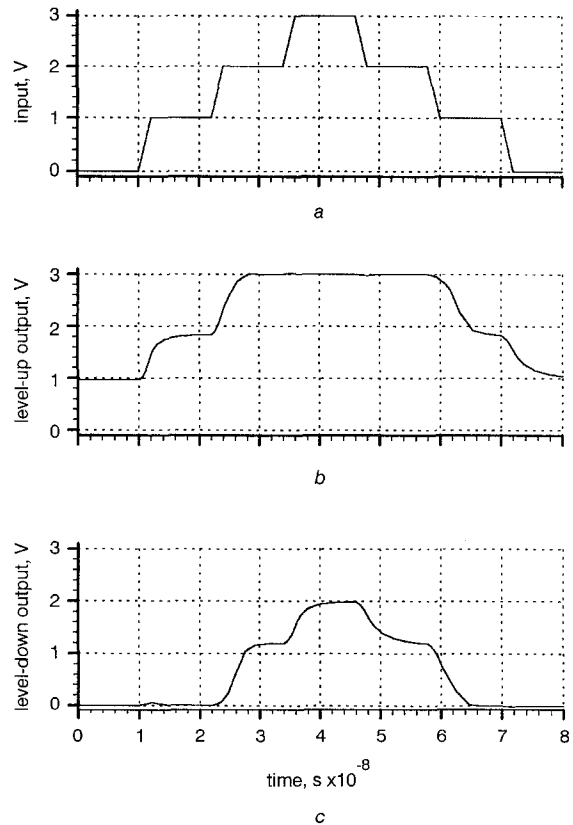 3
2
1
0
input, V
a
3
2
1
0
level-up output, V
b
3
2
1
0
level-down output, V
0 1 2 3 4 5 6 7 8
time, s x10⁻⁸
c